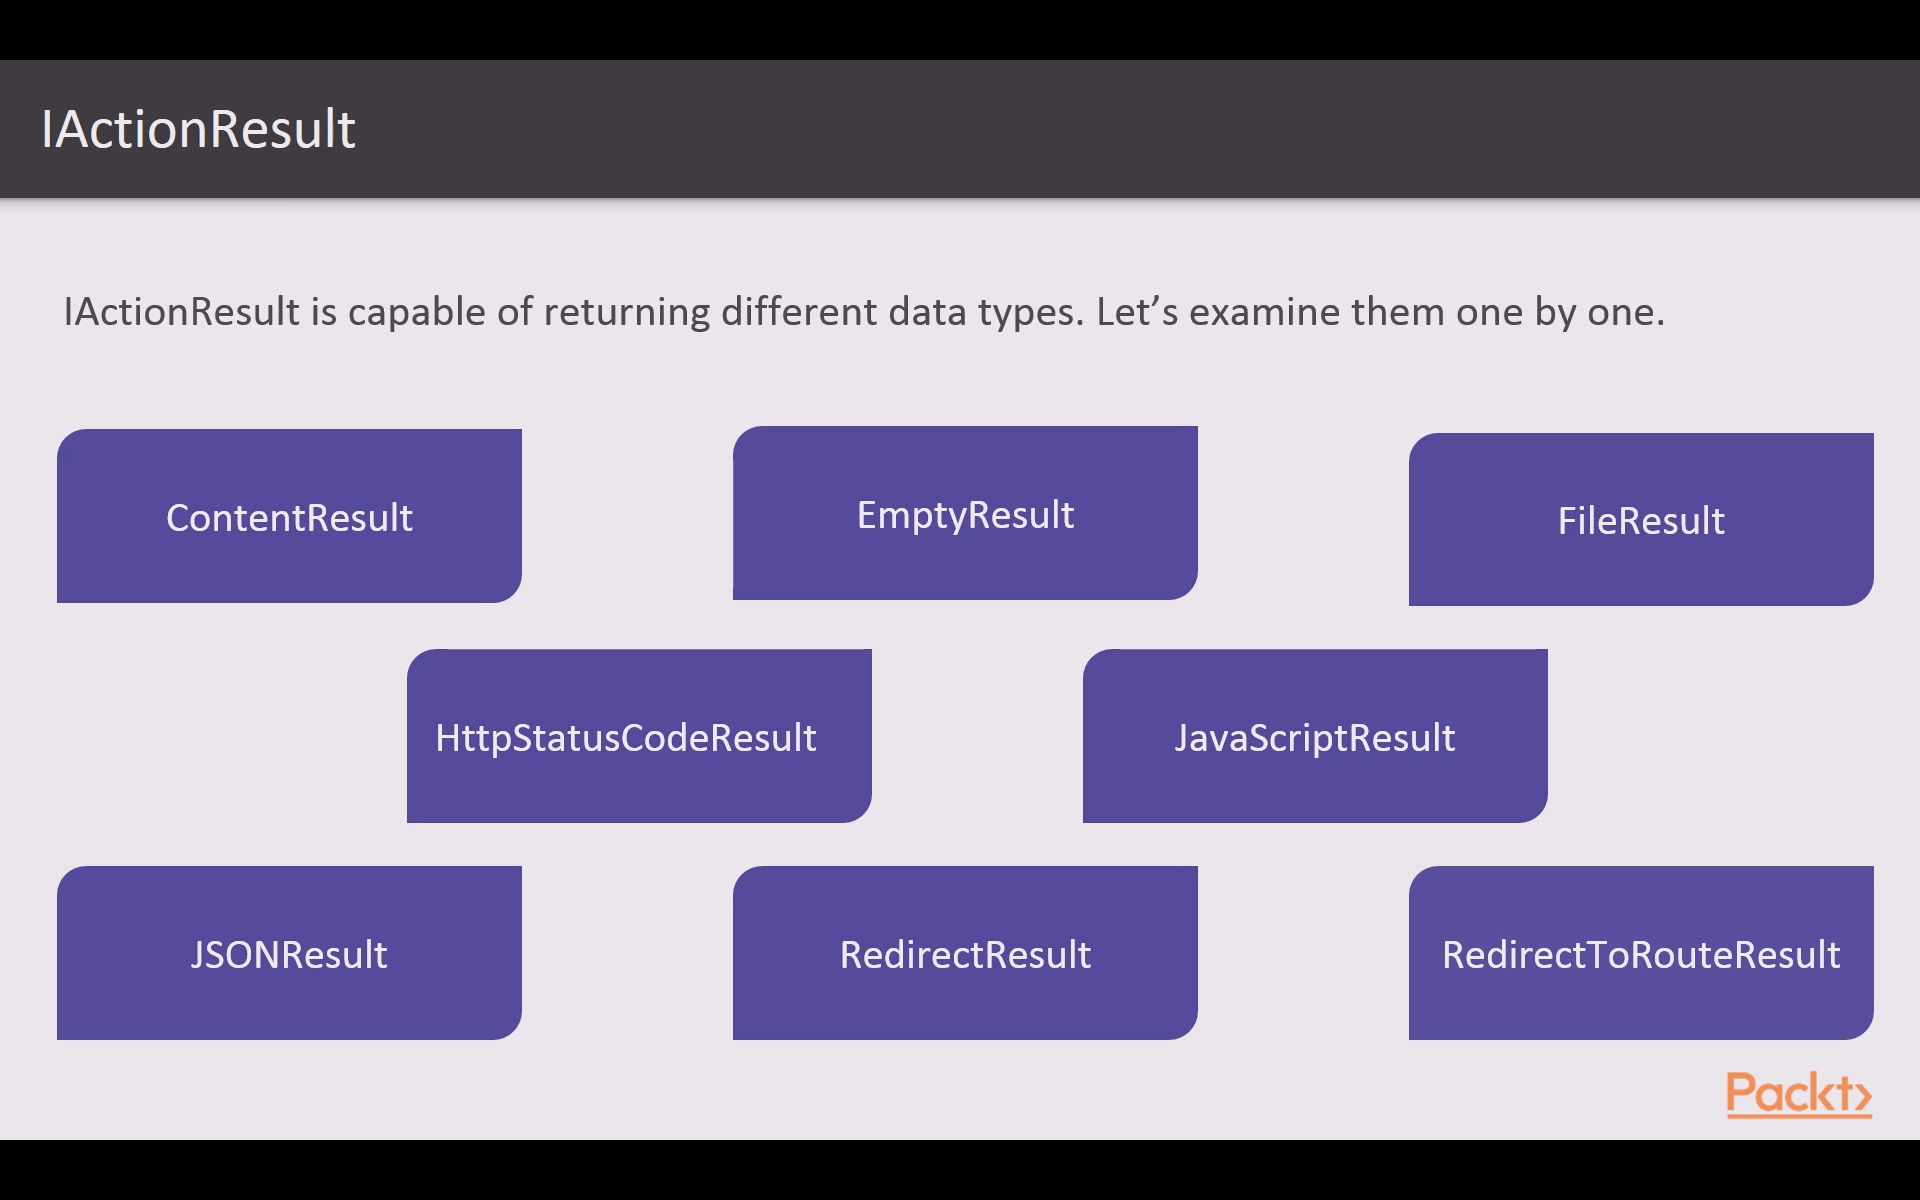 IActionResult
IActionResult is capable of returning different data types. Let’s examine them one by one.
ContentResult
EmptyResult
FileResult
HttpStatusCodeResult
JavaScriptResult
JSONResult
RedirectResult
RedirectToRouteResult
Packt>